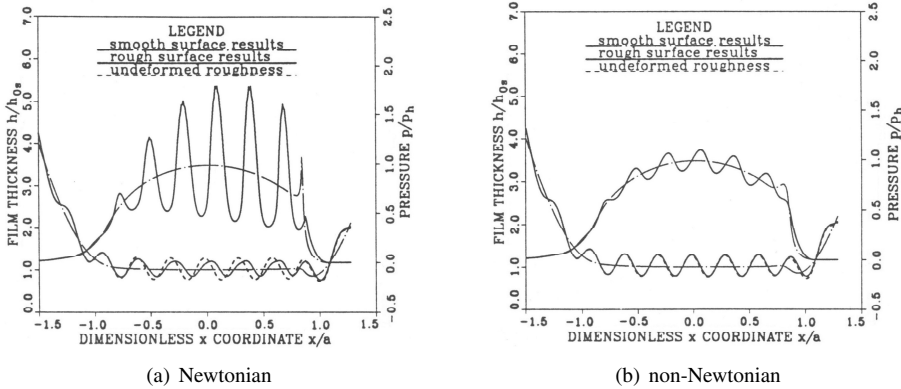 7.0
6.0
5.0
4.0
3.0
2.0
1.0
0.0
FILM THICKNESS h/h0s
LEGEND
smooth surface results
rough surface results
undeformed roughness
2.5
2.0
1.5
1.0
0.5
0.0
−0.5
PRESSURE p/ph
−1.5 −1.0 −0.5 0.0 0.5 1.0 1.5
DIMENSIONLESS x COORDINATE x/a
(a) Newtonian
7.0
6.0
5.0
4.0
3.0
2.0
1.0
0.0
FILM THICKNESS h/h0s
LEGEND
smooth surface results
rough surface results
undeformed roughness
2.5
2.0
1.5
1.0
0.5
0.0
−0.5
PRESSURE p/ph
−1.5 −1.0 −0.5 0.0 0.5 1.0 1.5
DIMENSIONLESS x COORDINATE x/a
(b) non-Newtonian